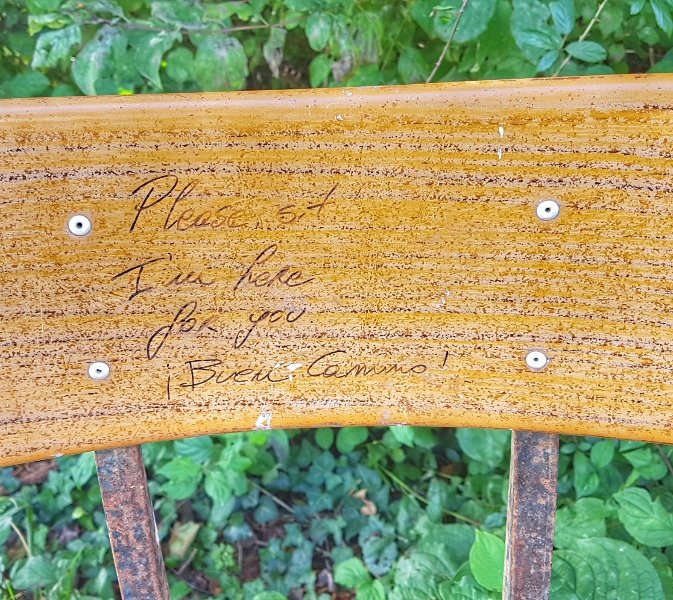 Please sit
I'm here
for you
¡Buen Camino!